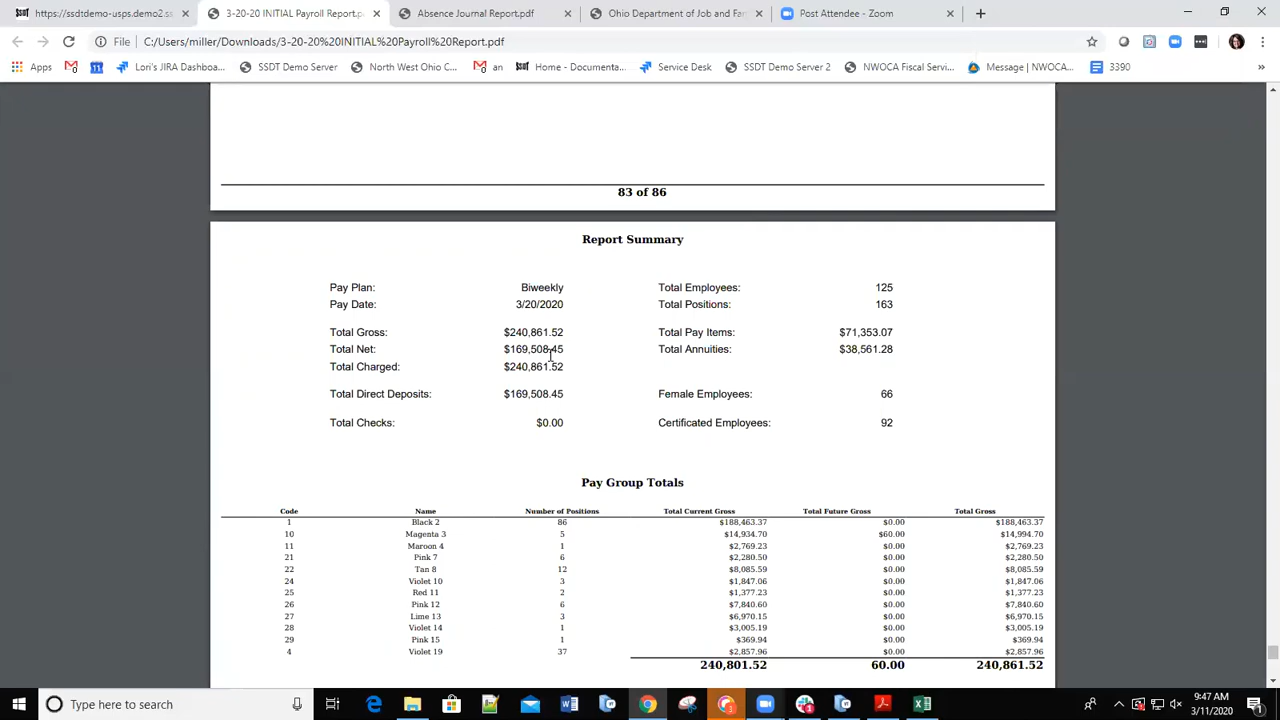 https://ssdtdemo-ups.demo2.ss
3-20-20 INITIAL Payroll Report.p
Absence Journal Report.pdf
Ohio Department of Job and Fam
Post Attendee - Zoom
File
C:/Users/miller/Downloads/3-20-20%20INITIAL%20Payroll%20Report.pdf
Apps
Lori's JIRA Dashboa...
SSDT Demo Server
North West Ohio C...
an
Home - Documenta...
Service Desk
SSDT Demo Server 2
NWOCA Fiscal Servi...
Message | NWOCA....
3390
»
83 of 86
Report Summary
Pay Plan: Biweekly Total Employees: 125
Pay Date: 3/20/2020 Total Positions: 163
Total Gross: $240,861.52 Total Pay Items: $71,353.07
Total Net: $169,508.45 Total Annuities: $38,561.28
Total Charged: $240,861.52
Total Direct Deposits: $169,508.45 Female Employees: 66
Total Checks: $0.00 Certificated Employees: 92
Pay Group Totals
Code Name Number of Positions Total Current Gross Total Future Gross Total Gross
1 Black 2 86 $188,463.37 $0.00 $188,463.37
10 Magenta 3 5 $14,934.70 $60.00 $14,994.70
11 Maroon 4 1 $2,769.23 $0.00 $2,769.23
21 Pink 7 6 $2,280.50 $0.00 $2,280.50
22 Tan 8 12 $8,085.59 $0.00 $8,085.59
24 Violet 10 3 $1,847.06 $0.00 $1,847.06
25 Red 11 2 $1,377.23 $0.00 $1,377.23
26 Pink 12 6 $7,840.60 $0.00 $7,840.60
27 Lime 13 3 $6,970.15 $0.00 $6,970.15
28 Violet 14 1 $3,005.19 $0.00 $3,005.19
29 Pink 15 1 $369.94 $0.00 $369.94
4 Violet 19 37 $2,857.96 $0.00 $2,857.96
240,801.52 60.00 240,861.52
Type here to search
9:47 AM
3/11/2020